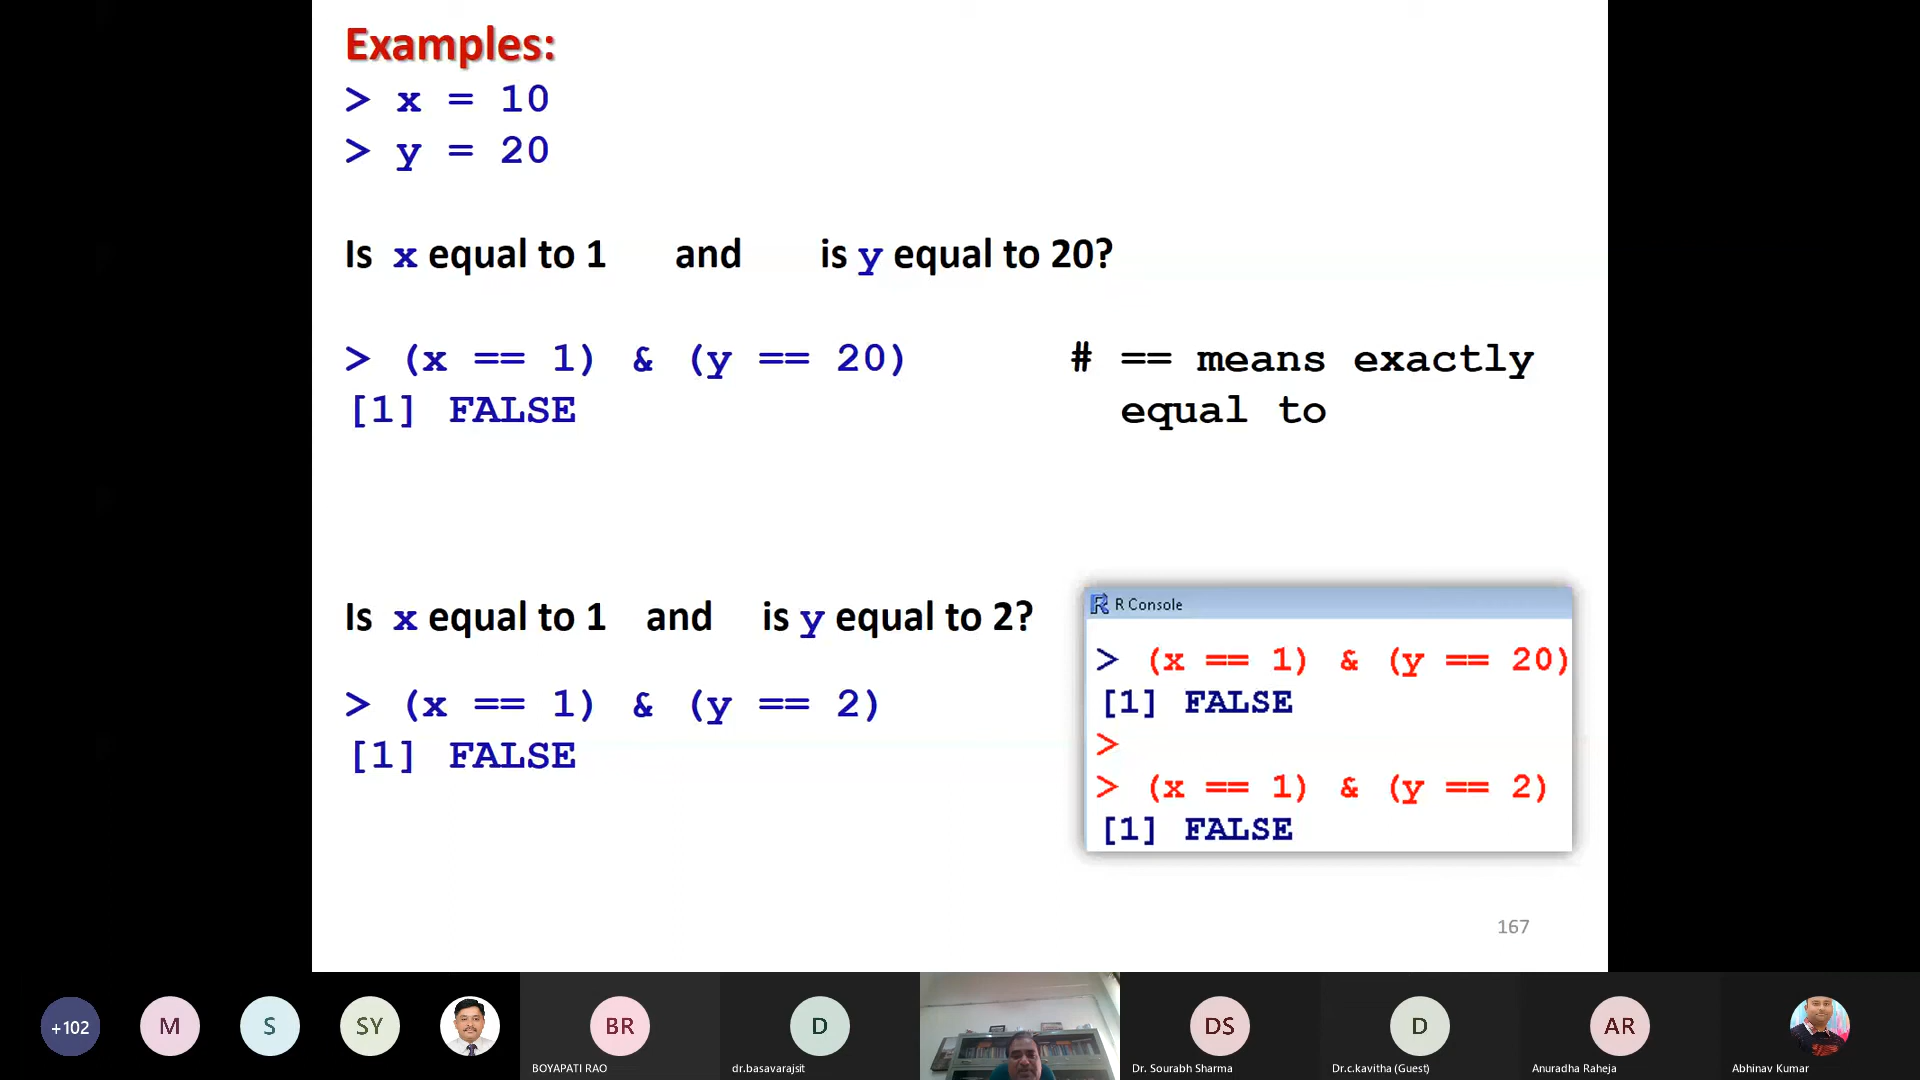 Examples:
> x = 10
> y = 20
Is x equal to 1 and is y equal to 20?
> (x == 1) & (y == 20) # == means exactly
[1] FALSE equal to
Is x equal to 1 and is y equal to 2?
> (x == 1) & (y == 2)
[1] FALSE
R Console
> (x == 1) & (y == 20)
[1] FALSE
>
> (x == 1) & (y == 2)
[1] FALSE
167
+102 M S SY BR D DS D AR
BOYAPATI RAO dr.basavarajsit Dr. Sourabh Sharma Dr.c.kavitha (Guest) Anuradha Raheja Abhinav Kumar